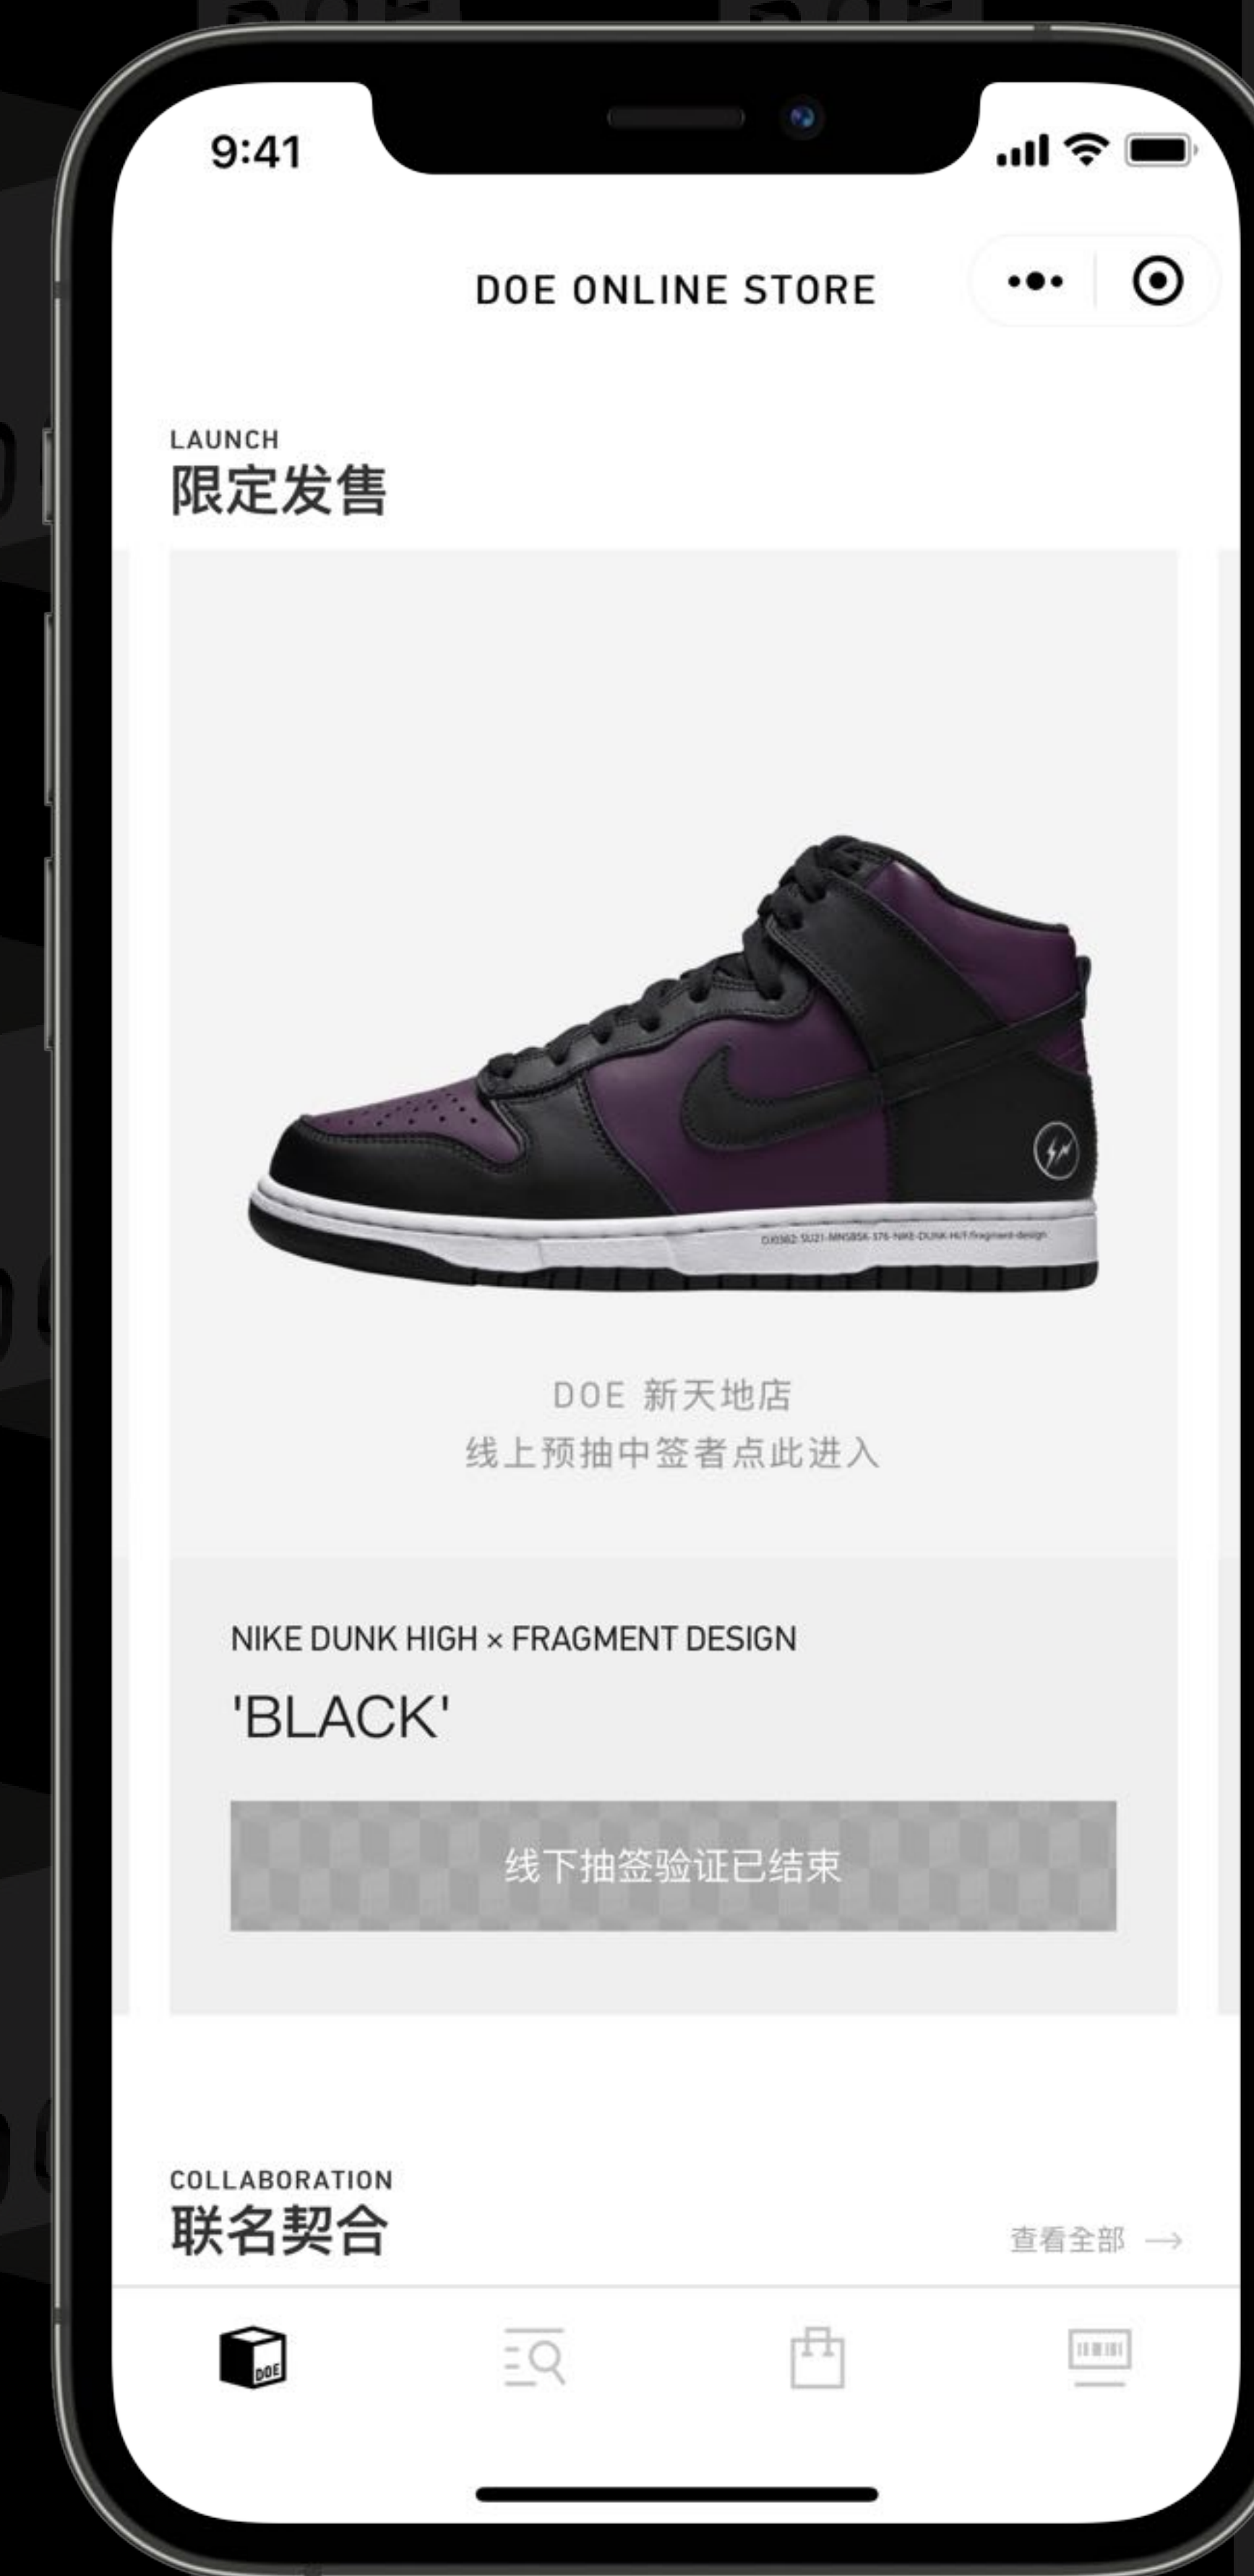 9:41
DOE ONLINE STORE
LAUNCH
限定发售
DOE 新天地店
线上预抽中签者点此进入
NIKE DUNK HIGH × FRAGMENT DESIGN
'BLACK'
线下抽签验证已结束
COLLABORATION
联名契合
查看全部
DOE